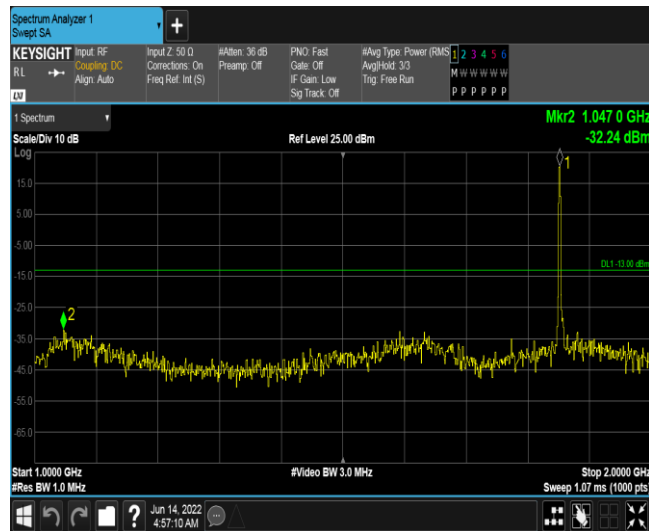 Spectrum Analyzer 1
Swept SA
+
KEYSIGHT
RL
LXI
Input: RF
Coupling: DC
Align: Auto
Input Z: 50 Ω
Corrections: On
Freq Ref: Int (S)
#Atten: 36 dB
Preamp: Off
PNO: Fast
Gate: Off
IF Gain: Low
Sig Track: Off
#Avg Type: Power (RMS
Avg|Hold: 3/3
Trig: Free Run
1 2 3 4 5 6
M W W W W W
P P P P P P
1 Spectrum
Scale/Div 10 dB
Log
Ref Level 25.00 dBm
Mkr2 1.047 0 GHz
-32.24 dBm
1
15.0
5.00
-5.00
DL1 -13.00 dBm
-15.0
-25.0
2
-35.0
-45.0
-55.0
-65.0
Start 1.0000 GHz
#Video BW 3.0 MHz
Stop 2.0000 GHz
#Res BW 1.0 MHz
Sweep 1.07 ms (1000 pts)
?
Jun 14, 2022
4:57:10 AM